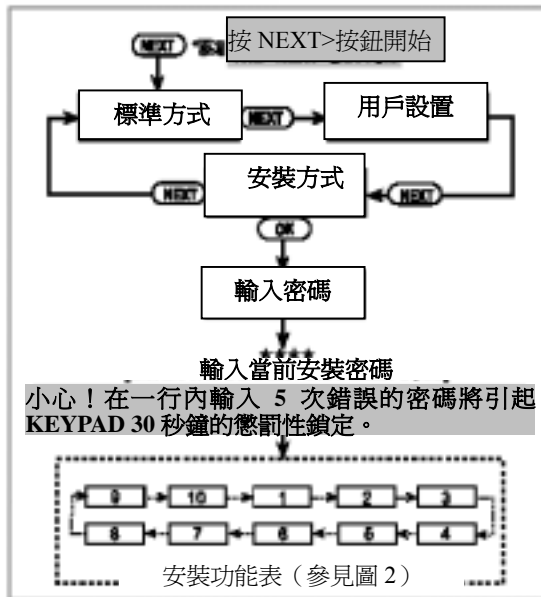 NEXT 按 NEXT>按鈕開始
標準方式 NEXT 用戶設置
NEXT 安裝方式 NEXT
OK
輸入密碼
****
輸入當前安裝密碼
小心！在一行內輸入 5 次錯誤的密碼將引起
KEYPAD 30 秒鐘的懲罰性鎖定。
9 10 1 2 3
8 7 6 5 4
安裝功能表（參見圖 2）